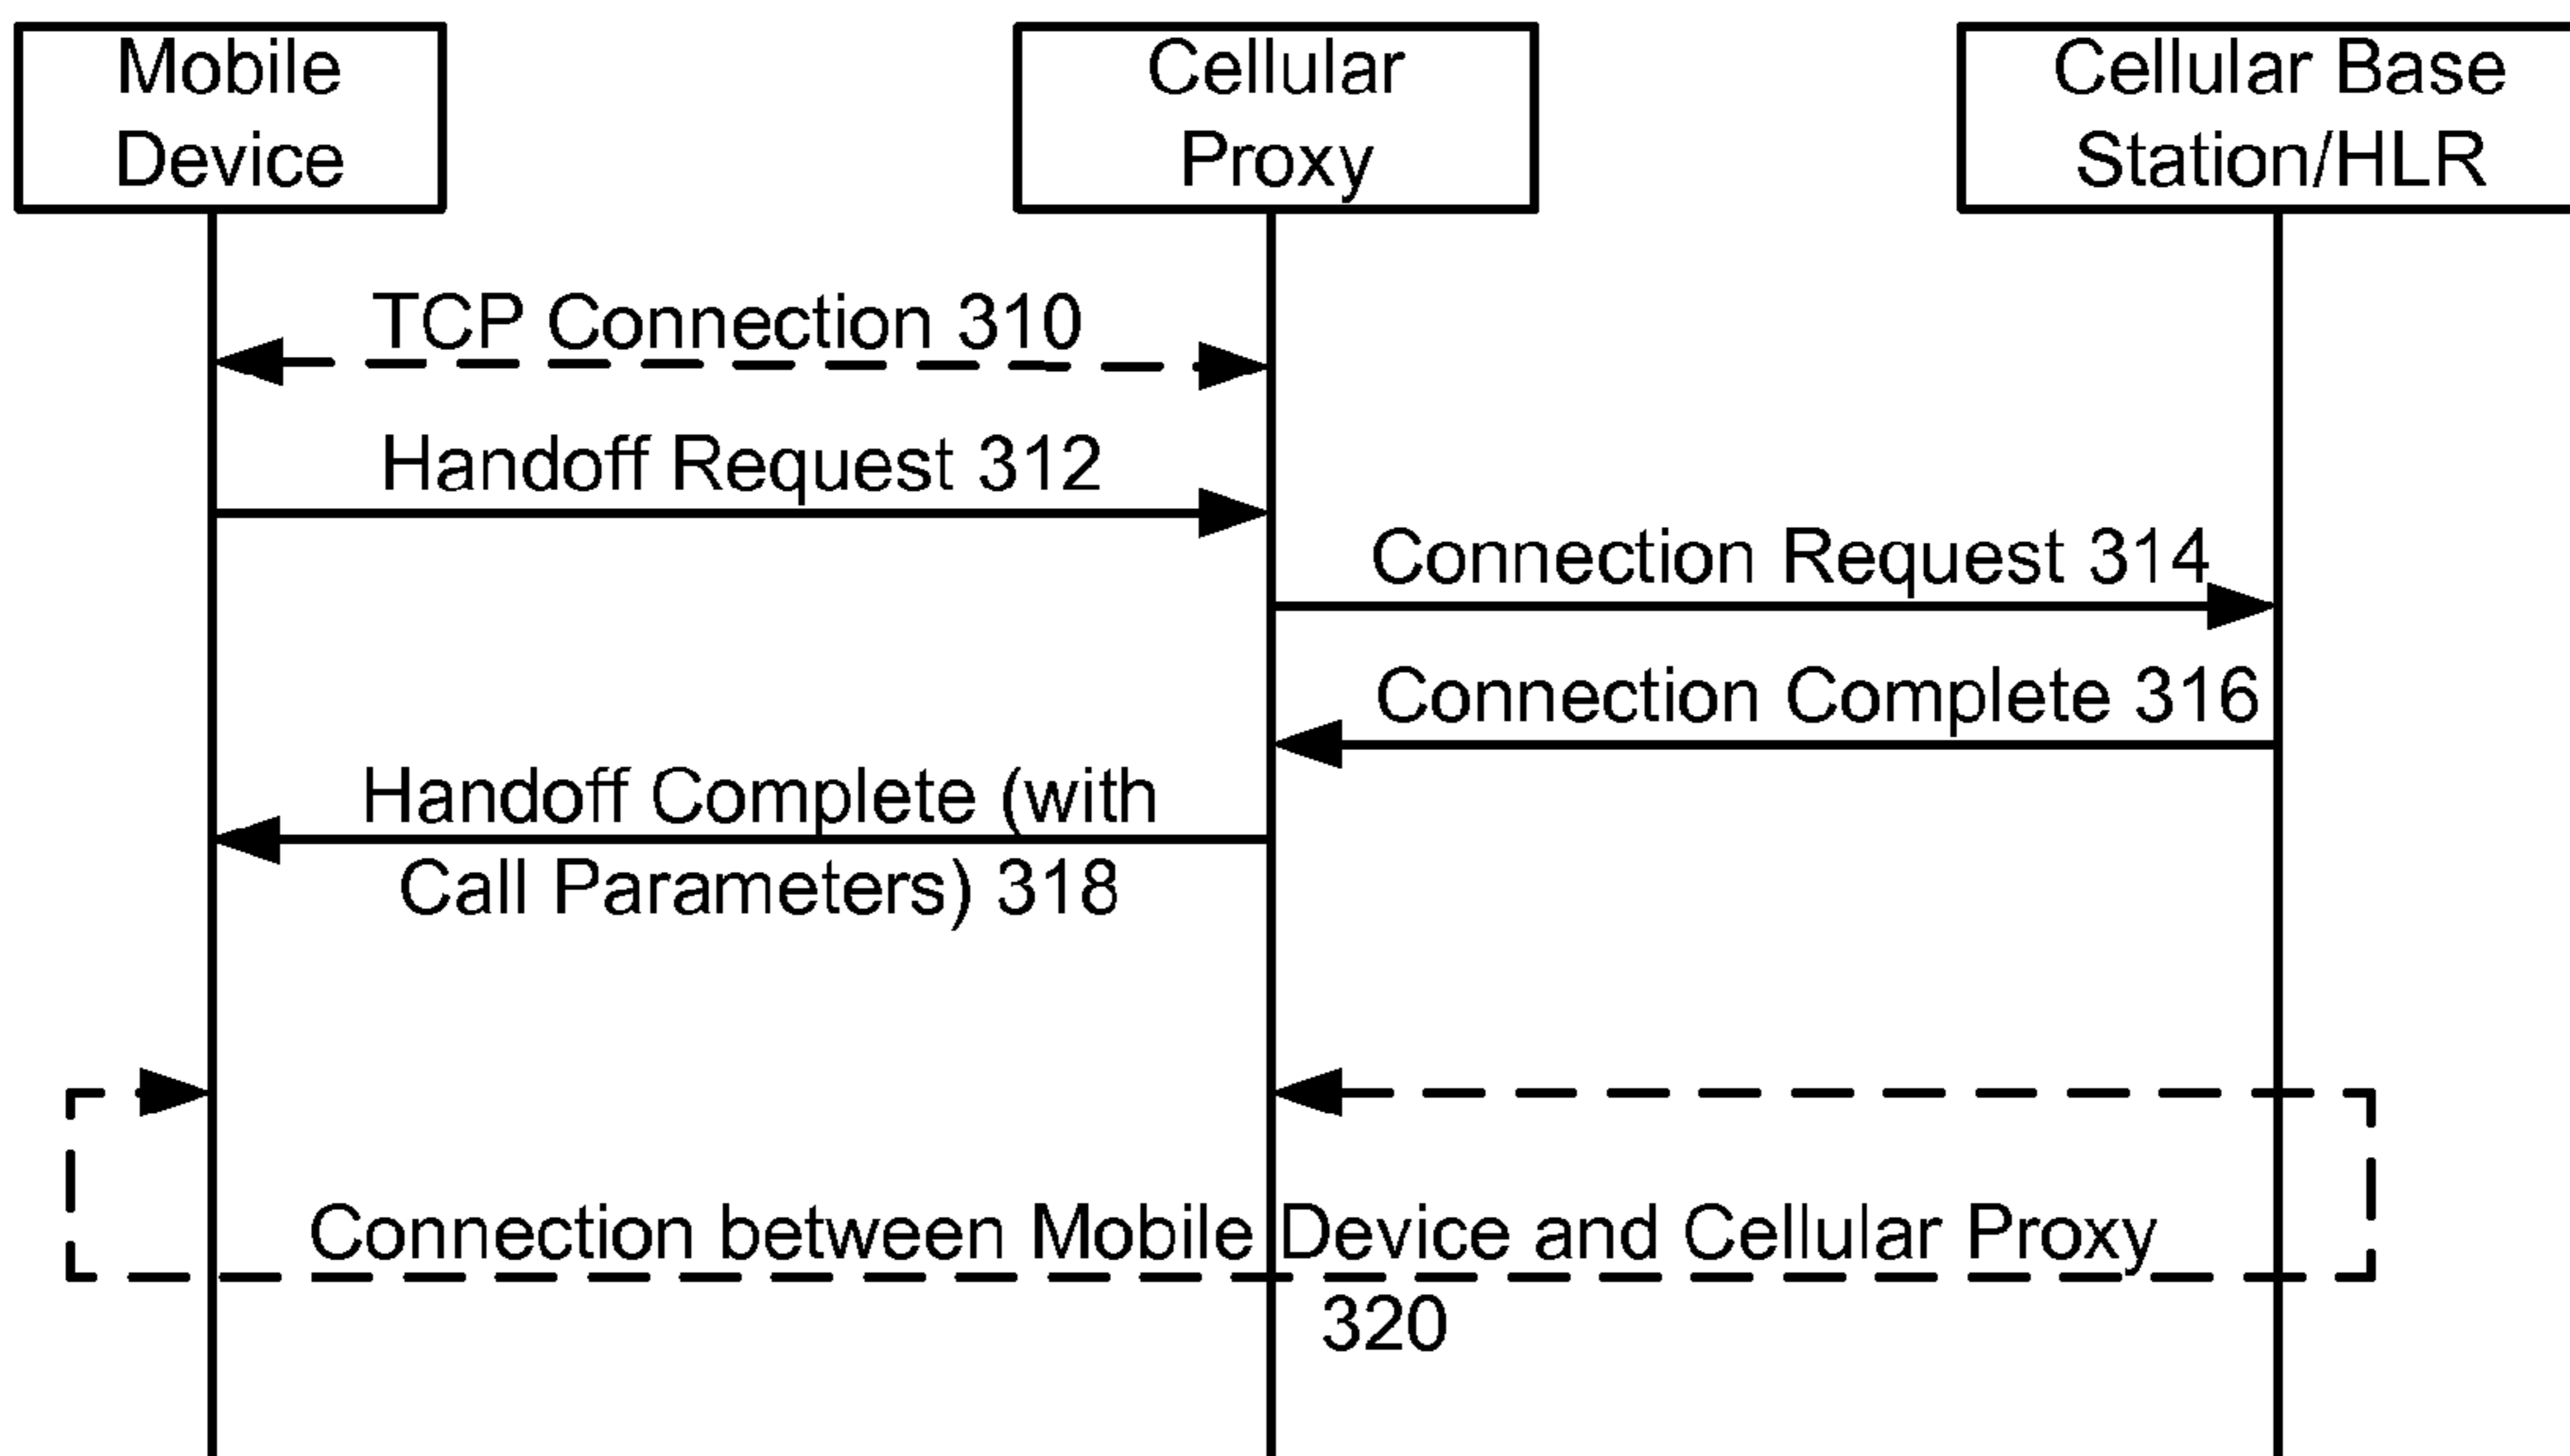 Mobile
Device
Cellular
Proxy
Cellular Base
Station/HLR
TCP Connection 310
Handoff Request 312
Connection Request 314
Connection Complete 316
Handoff Complete (with
Call Parameters) 318
Connection between Mobile Device and Cellular Proxy
320